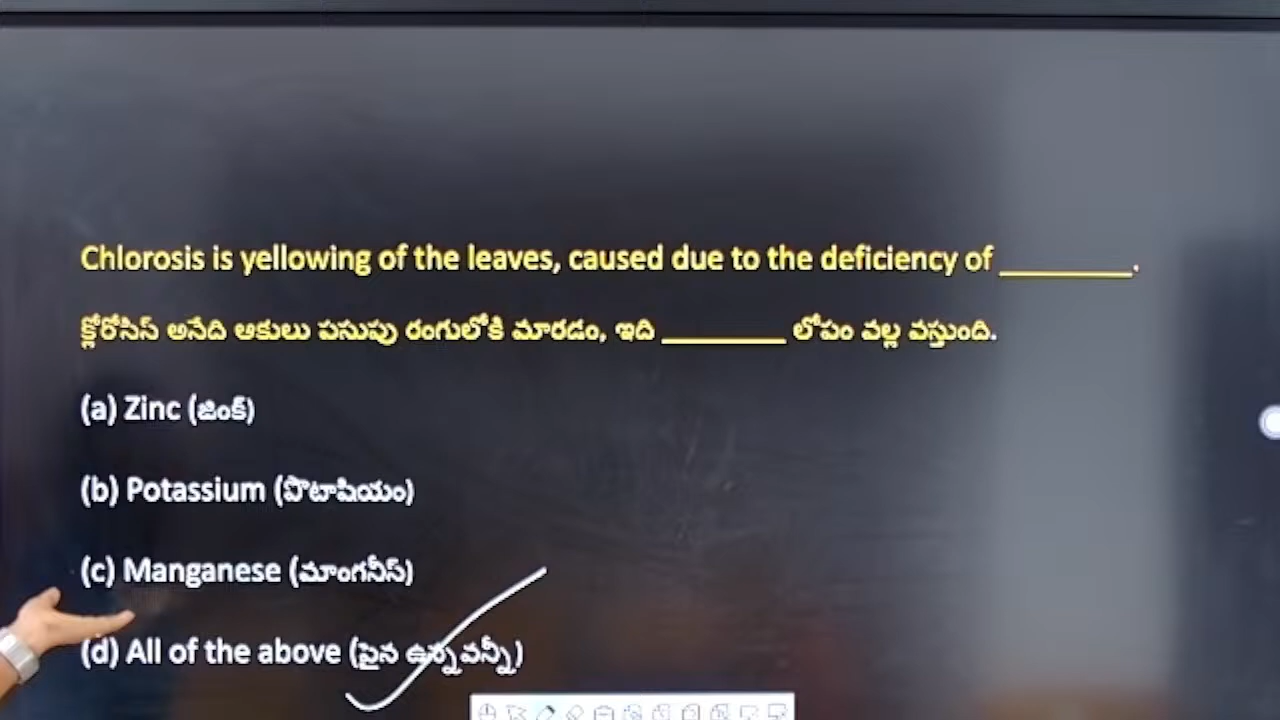 Chlorosis is yellowing of the leaves, caused due to the deficiency of ________.
క్లోరోసిస్ అనేది ఆకులు పసుపు రంగులోకి మారడం, ఇది ________ లోపం వల్ల వస్తుంది.
(a) Zinc (జింక్)
(b) Potassium (పొటాషియం)
(c) Manganese (మాంగనీస్)
(d) All of the above (పైన ఉన్నవన్నీ)